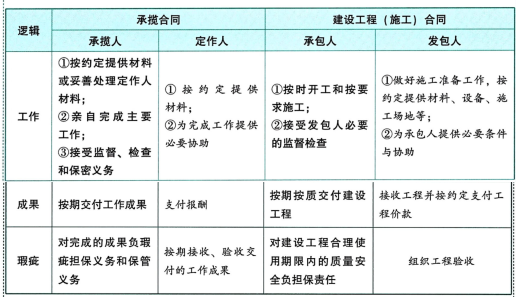 逻辑
承揽合同
建设工程（施工）合同
承揽人
定作人
承包人
发包人
工作
①按约定提供材料
或妥善处理定作人
材料；
②亲自完成主要
工作；
③接受监督、检查
和保密义务
①按约定提供
材料；
②为完成工作提供
必要协助
①按时开工和按要
求施工；
②接受发包人必要
的监督检查
①做好施工准备工作，按
约定提供材料、设备、施
工场地等；
②为承包人提供必要条件
与协助
成果
按期交付工作成果
支付报酬
按期按质交付建设
工程
接收工程并按约定支付工
程价款
瑕疵
对完成的成果负瑕
疵担保义务和保管
义务
按期接收、验收交
付的工作成果
对建设工程合理使
用期限内的质量安
全负担保责任
组织工程验收